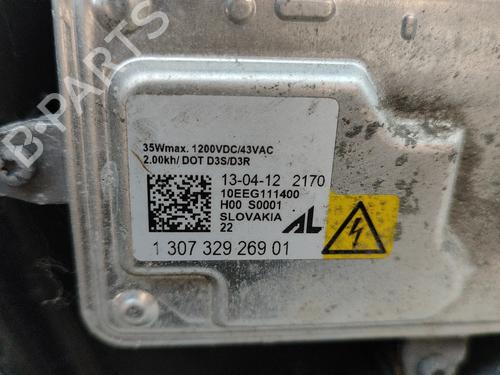 B-PARTS
35Wmax. 1200VDC/43VAC
2.00kh/ DOT D3S/D3R
13-04-12 2170
10EEG111400
H00 S0001
SLOVAKIA
22
AL
1 307 329 269 01